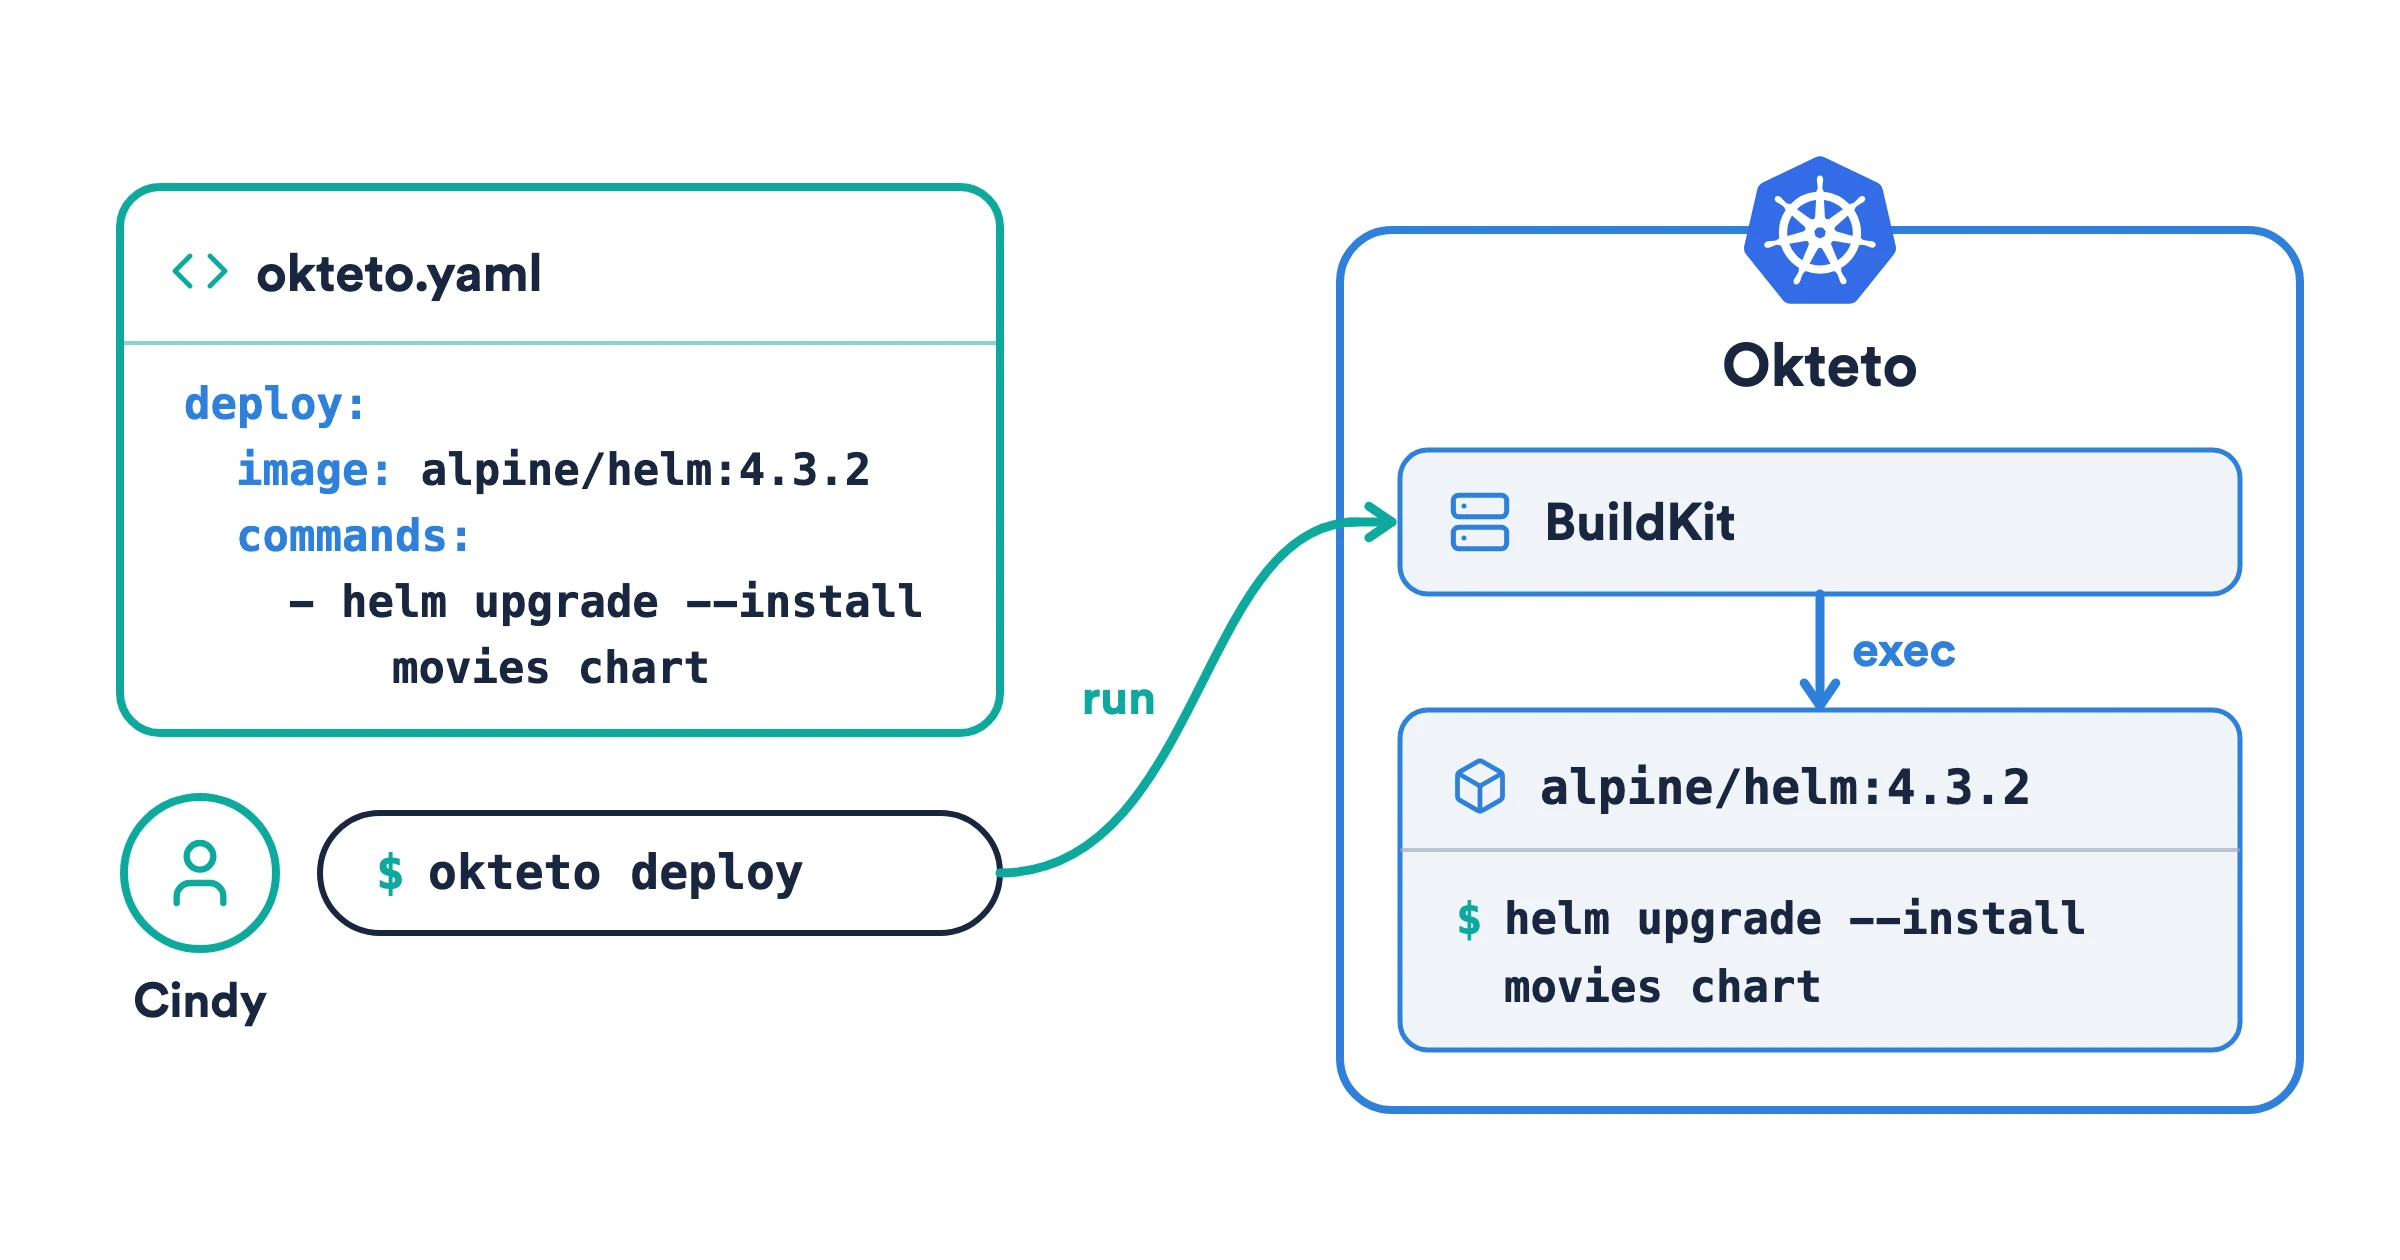 okteto.yaml
deploy:
image: alpine/helm:4.3.2
commands:
- helm upgrade --install
movies chart
Cindy
$ okteto deploy
run
Okteto
BuildKit
exec
alpine/helm:4.3.2
$ helm upgrade --install
movies chart